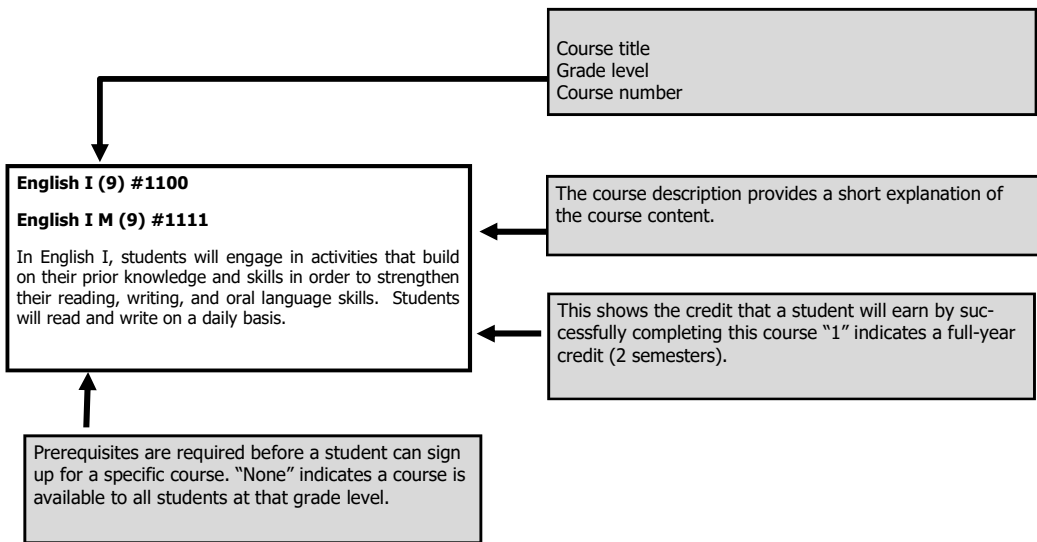 Course title
Grade level
Course number
English I (9) #1100
English I M (9) #1111
In English I, students will engage in activities that build
on their prior knowledge and skills in order to strengthen
their reading, writing, and oral language skills.  Students
will read and write on a daily basis.
The course description provides a short explanation of
the course content.
This shows the credit that a student will earn by suc-
cessfully completing this course “1” indicates a full-year
credit (2 semesters).
Prerequisites are required before a student can sign
up for a specific course. “None” indicates a course is
available to all students at that grade level.